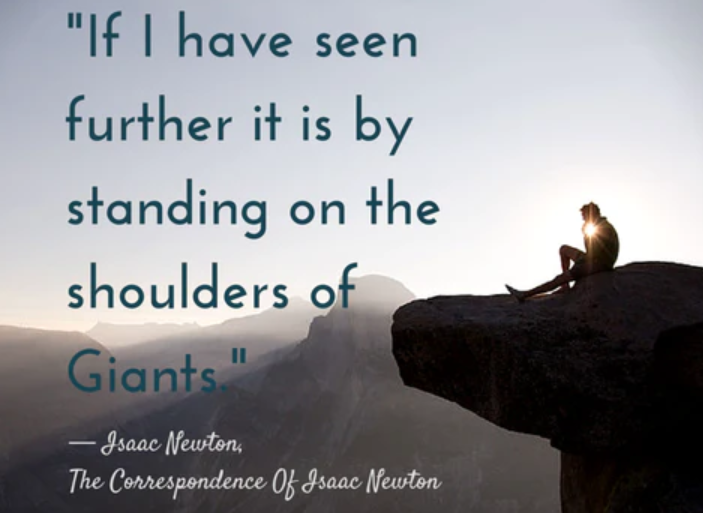 "If I have seen
further it is by
standing on the
shoulders of
Giants."
— Isaac Newton,
The Correspondence Of Isaac Newton